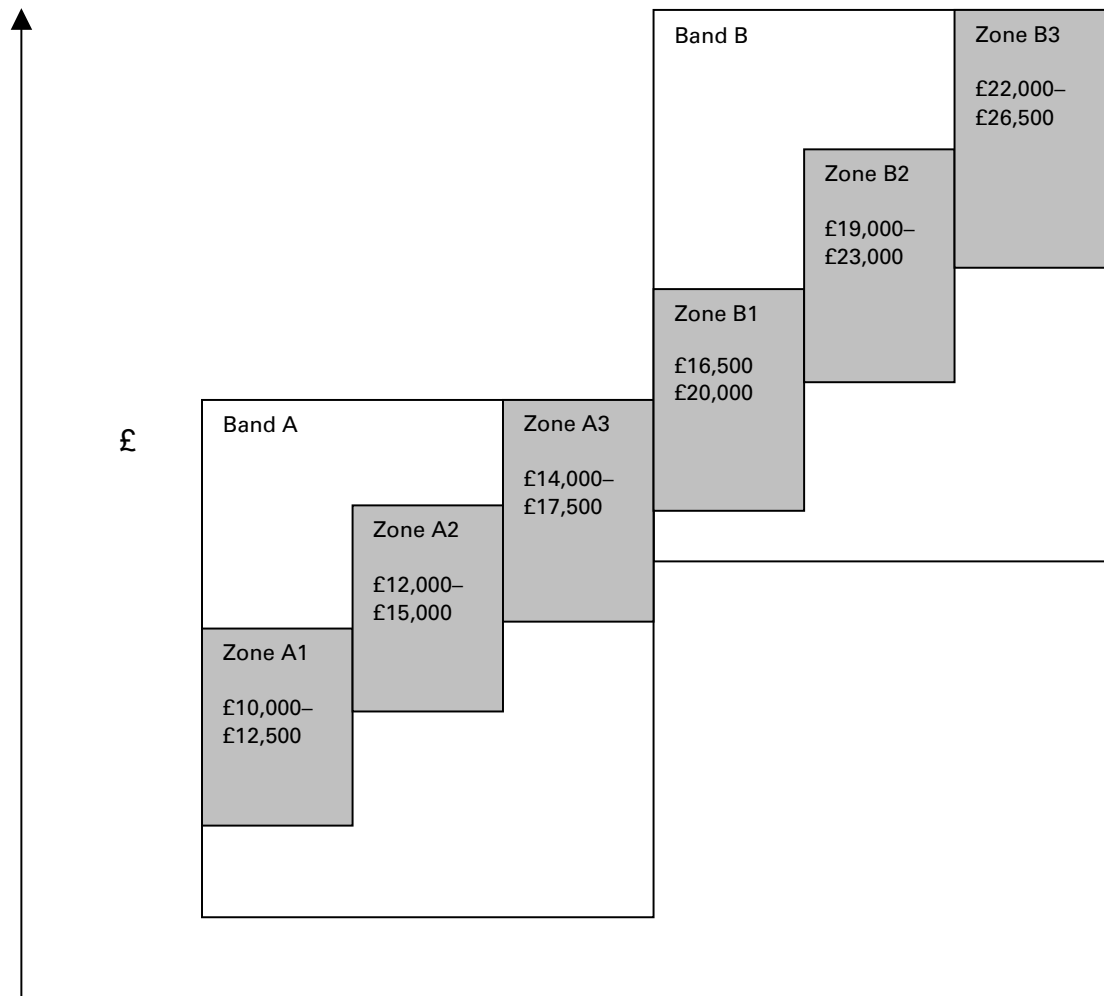 Band B
Zone B3
£22,000–
£26,500
Zone B2
£19,000–
£23,000
Zone B1
£16,500
£20,000
£
Band A
Zone A3
£14,000–
£17,500
Zone A2
£12,000–
£15,000
Zone A1
£10,000–
£12,500